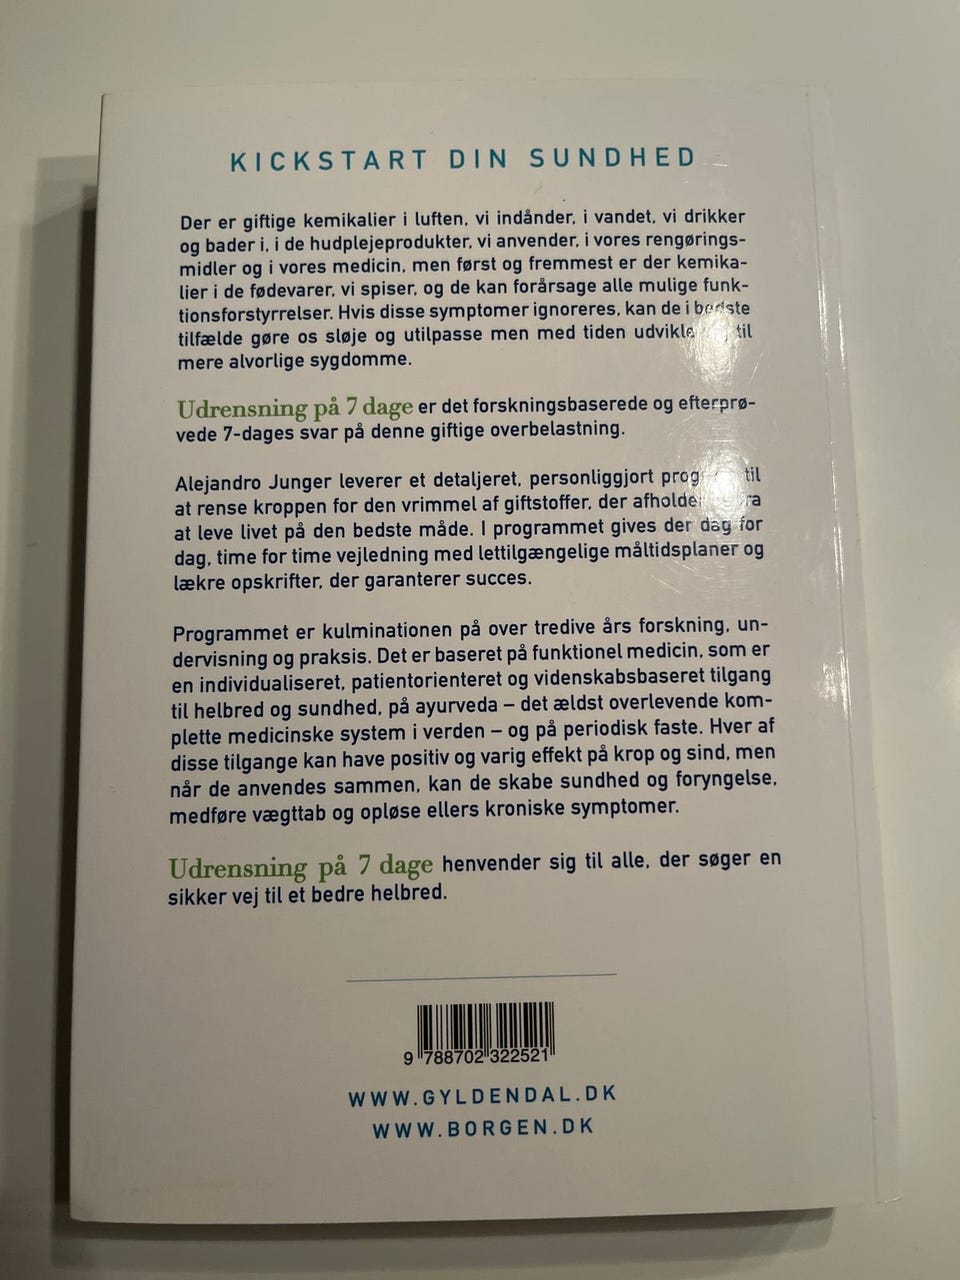 KICKSTART DIN SUNDHED
Der er giftige kemikalier i luften, vi indånder, i vandet, vi drikker
og bader i, i de hudplejeprodukter, vi anvender, i vores rengørings-
midler og i vores medicin, men først og fremmest er der kemika-
lier i de fødevarer, vi spiser, og de kan forårsage alle mulige funk-
tionsforstyrrelser. Hvis disse symptomer ignoreres, kan de i bedste
tilfælde gøre os sløje og utilpasse men med tiden til
mere alvorlige sygdomme.
Udrensning på 7 dage er det forskningsbaserede og efterprø-
vede 7-dages svar på denne giftige overbelastning.
Alejandro Junger leverer et detaljeret, personliggjort til
at rense kroppen for den vrimmel af giftstoffer, der
at leve livet på den bedste måde. I programmet gives der dag for
dag, time for time vejledning med lettilgængelige måltidsplaner og
lækre opskrifter, der garanterer succes.
Programmet er kulminationen på over tredive års forskning, un-
dervisning og praksis. Det er baseret på funktionel medicin, som er
en individualiseret, patientorienteret og videnskabsbaseret tilgang
til helbred og sundhed, på ayurveda – det ældst overlevende kom-
plette medicinske system i verden – og på periodisk faste. Hver af
disse tilgange kan have positiv og varig effekt på krop og sind, men
når de anvendes sammen, kan de skabe sundhed og foryngelse,
medføre vægttab og opløse ellers kroniske symptomer.
Udrensning på 7 dage henvender sig til alle, der søger en
sikker vej til et bedre helbred.
9 788702 322521
WWW.GYLDENDAL.DK
WWW.BORGEN.DK